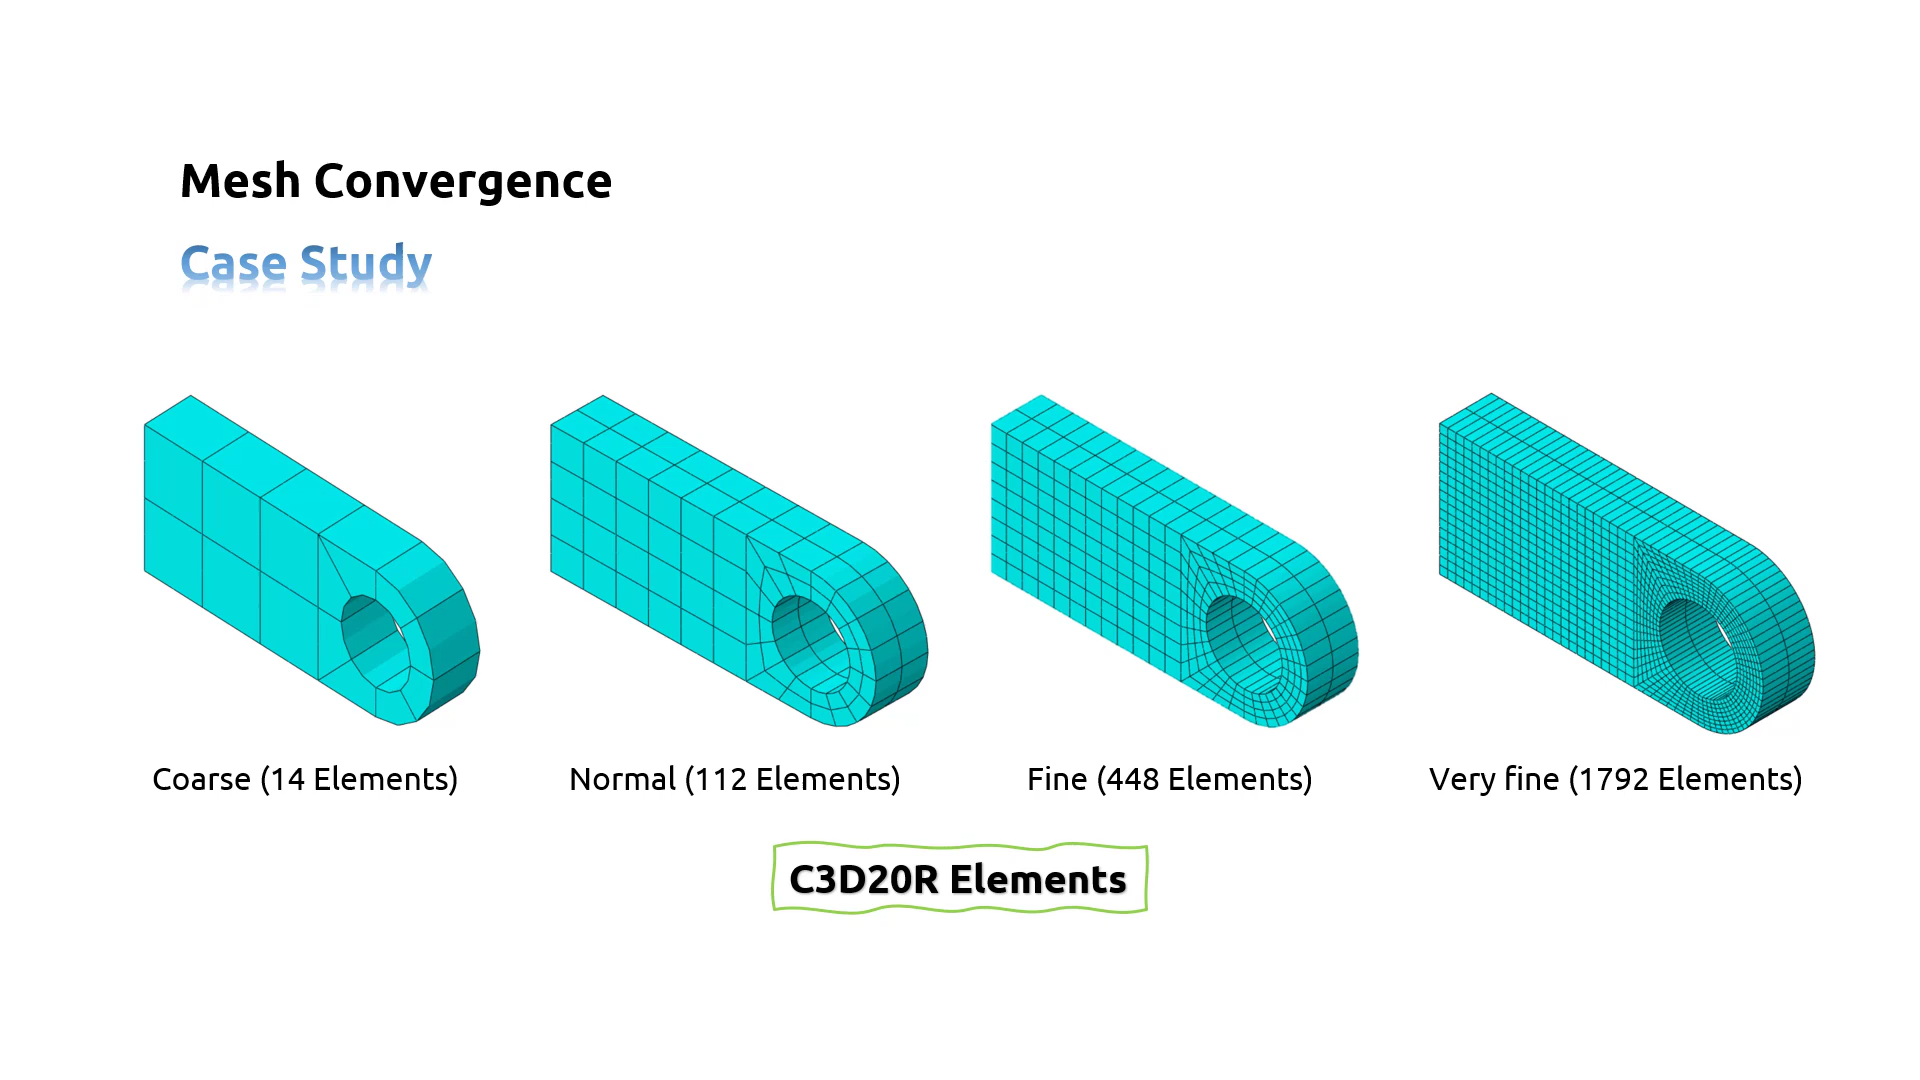 Mesh Convergence
Case Study
Coarse (14 Elements)
Normal (112 Elements)
Fine (448 Elements)
Very fine (1792 Elements)
C3D20R Elements